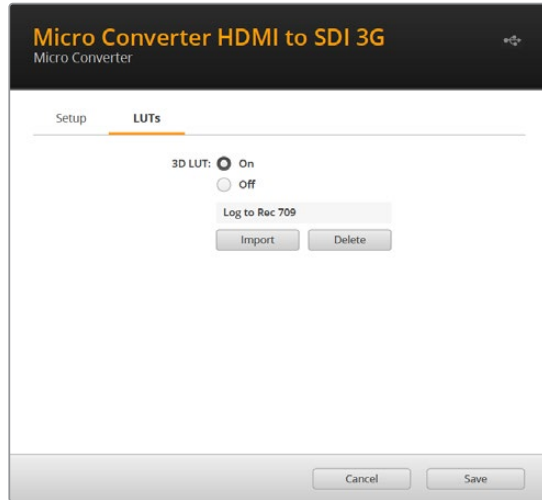 Micro Converter HDMI to SDI 3G
Micro Converter
Setup LUTs
3D LUT: On
Off
Log to Rec 709
Import Delete
Cancel Save